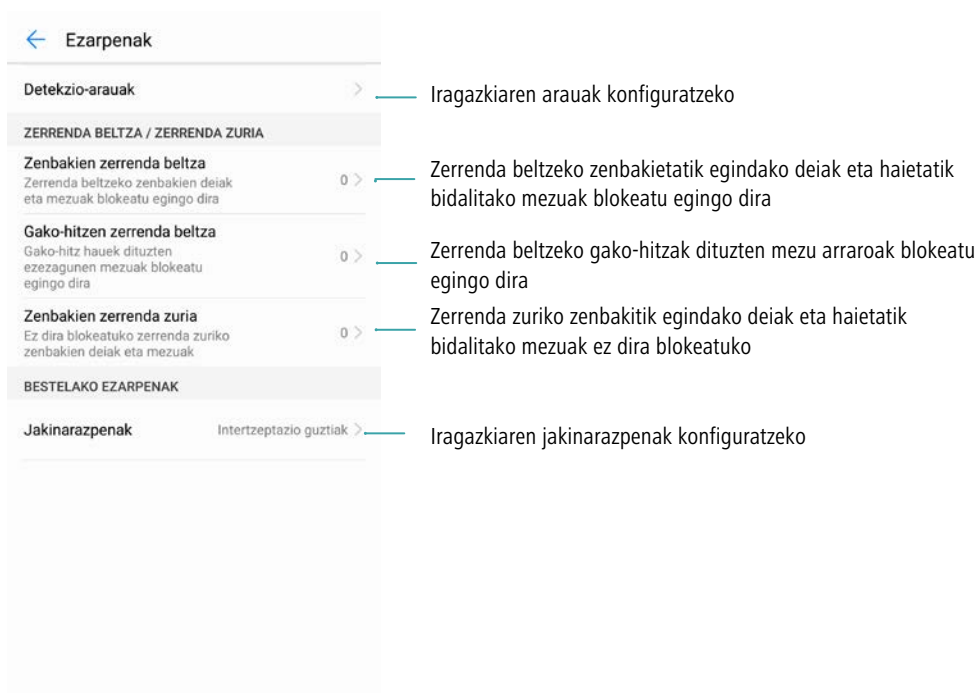 Ezarpenak
Detekzio-arauak
Iragazkiaren arauak konfiguratzeko
ZERRENDA BELTZA / ZERRENDA ZURIA
Zenbakien zerrenda beltza
Zerrenda beltzeko zenbakien deiak
eta mezuak blokeatu egingo dira
0
Zerrenda beltzeko zenbakietatik egindako deiak eta haietatik
bidalitako mezuak blokeatu egingo dira
Gako-hitzen zerrenda beltza
Gako-hitz hauek dituzten
ezezagunen mezuak blokeatu
egingo dira
0
Zerrenda beltzeko gako-hitzak dituzten mezu arraroak blokeatu
egingo dira
Zenbakien zerrenda zuria
Ez dira blokeatuko zerrenda zuriko
zenbakien deiak eta mezuak
0
Zerrenda zuriko zenbakitik egindako deiak eta haietatik
bidalitako mezuak ez dira blokeatuko
BESTELAKO EZARPENAK
Jakinarazpenak
Intertzeptazio guztiak
Iragazkiaren jakinarazpenak konfiguratzeko